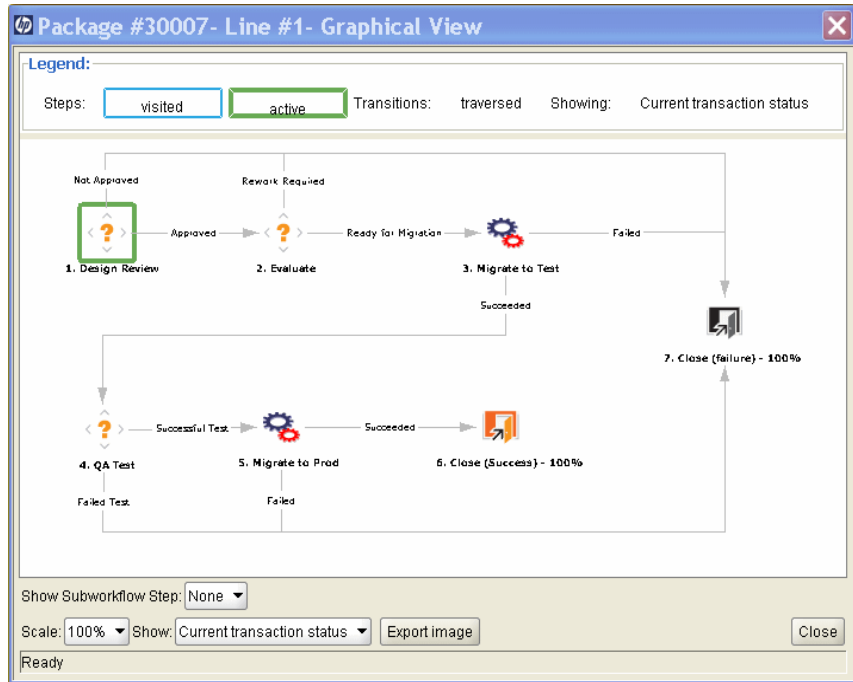 hp Package #30007- Line #1- Graphical View
Legend:
Steps: visited active Transitions: traversed Showing: Current transaction status
Not Approved
Rework Required
Approved
Ready for Migration
Failed
1. Design Review
2. Evaluate
3. Migrate to Test
Succeeded
7. Close (failure) - 100%
Successful Test
Succeeded
4. QA Test
5. Migrate to Prod
6. Close (Success) - 100%
Failed Test
Failed
Show Subworkflow Step: None
Scale: 100% Show: Current transaction status Export image Close
Ready